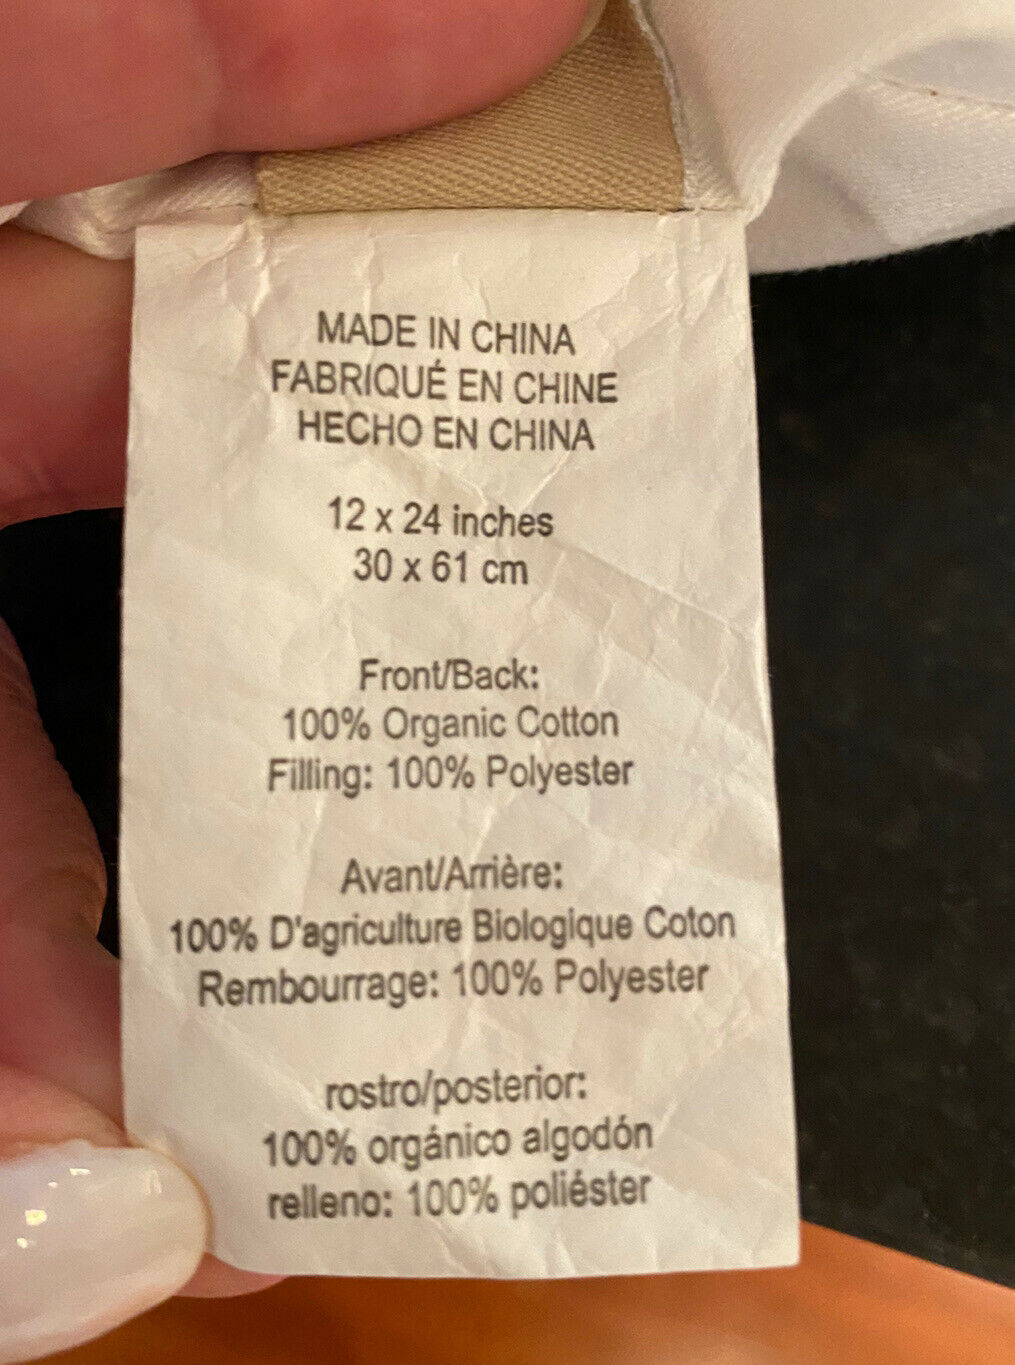 MADE IN CHINA
FABRIQUÉ EN CHINE
HECHO EN CHINA
12 x 24 inches
30 x 61 cm
Front/Back:
100% Organic Cotton
Filling: 100% Polyester
Avant/Arrière:
100% D'agriculture Biologique Coton
Rembourrage: 100% Polyester
rostro/posterior:
100% orgánico algodón
relleno: 100% poliéster